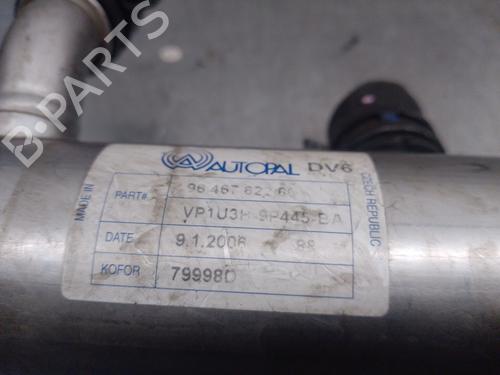 B-PARTS
AUTOPAL DV6
MADE IN
CZECH REPUBLIC
PART# 96 467 622
VP1U3H-9P445-BA
DATE 9.1.2006 88
KOFOR 79998D